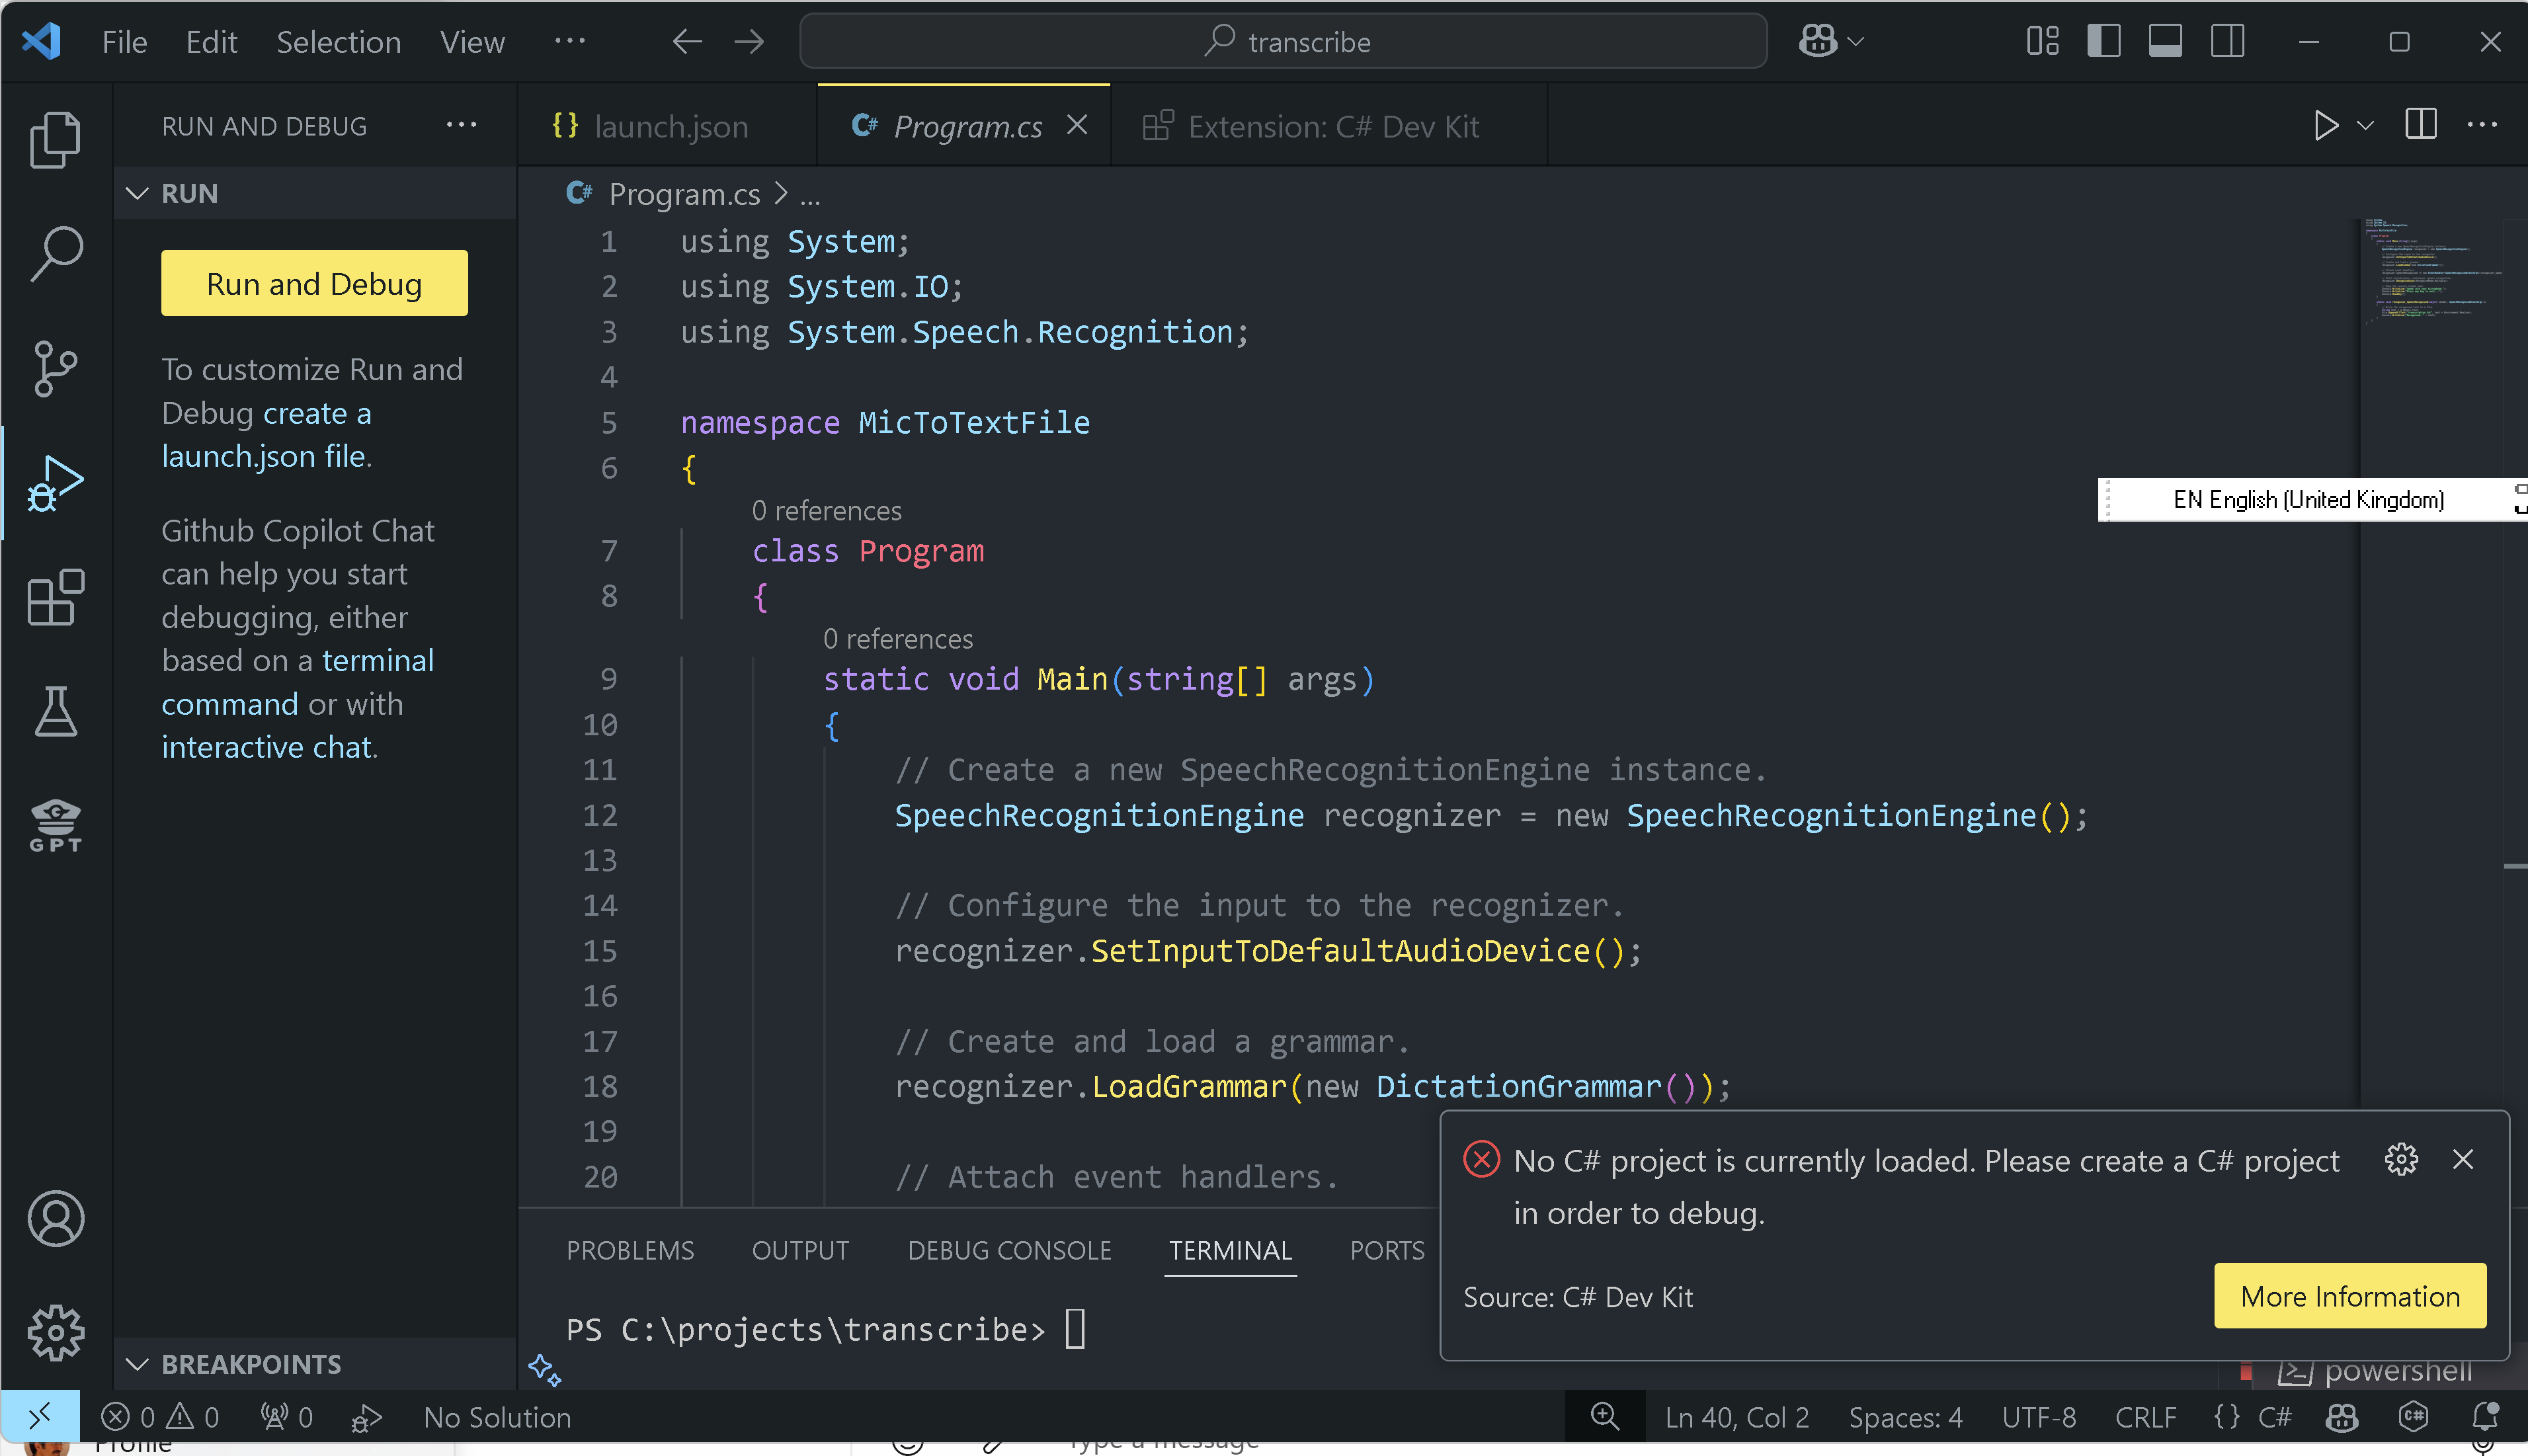 File Edit Selection View ...
transcribe
RUN AND DEBUG ...
{} launch.json
C# Program.cs
Extension: C# Dev Kit
...
RUN
Run and Debug
To customize Run and
Debug create a
launch.json file.
Github Copilot Chat
can help you start
debugging, either
based on a terminal
command or with
interactive chat.
GPT
BREAKPOINTS
C# Program.cs > ...
1 using System;
2 using System.IO;
3 using System.Speech.Recognition;
4
5 namespace MicToTextFile
6 {
0 references
7 class Program
8 {
0 references
9 static void Main(string[] args)
10 {
11 // Create a new SpeechRecognitionEngine instance.
12 SpeechRecognitionEngine recognizer = new SpeechRecognitionEngine();
13
14 // Configure the input to the recognizer.
15 recognizer.SetInputToDefaultAudioDevice();
16
17 // Create and load a grammar.
18 recognizer.LoadGrammar(new DictationGrammar());
19
20 // Attach event handlers.
EN English (United Kingdom)
PROBLEMS OUTPUT DEBUG CONSOLE TERMINAL PORTS
PS C:\projects\transcribe>
No C# project is currently loaded. Please create a C# project
in order to debug.
Source: C# Dev Kit
More Information
powershell
0 0 0 No Solution
Ln 40, Col 2 Spaces: 4 UTF-8 CRLF {} C#
Profile
Type a message